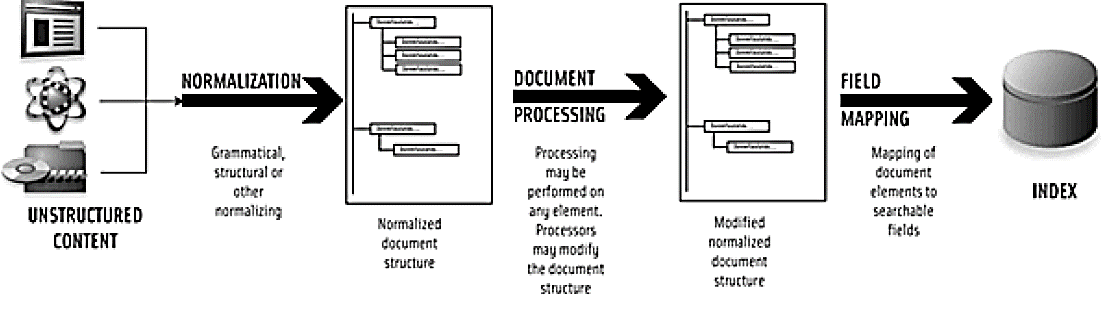 UNSTRUCTURED
CONTENT
NORMALIZATION
Grammatical,
structural or
other
normalizing
Normalized
document
structure
DOCUMENT
PROCESSING
Processing
may be
performed on
any element.
Processors
may modify
the document
structure
Modified
normalized
document
structure
FIELD
MAPPING
Mapping of
document
elements to
searchable
fields
INDEX